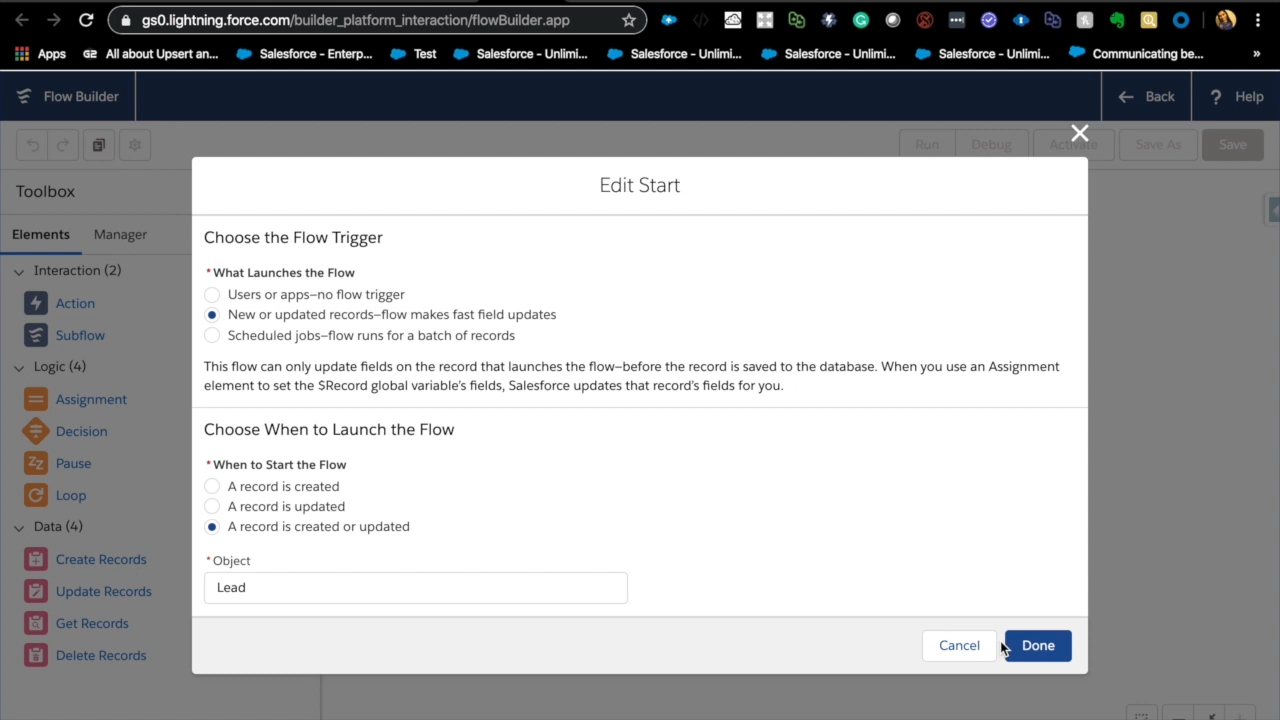 gs0.lightning.force.com/builder_platform_interaction/flowBuilder.app
Apps
G2 All about Upsert an...
Salesforce – Enterp...
Test
Salesforce – Unlimi...
Salesforce – Unlimi...
Salesforce – Unlimi...
Salesforce – Unlimi...
Communicating be...
»
Flow Builder
Back
? Help
Run
Debug
Activate
Save As
Save
Toolbox
Elements
Manager
Interaction (2)
Action
Subflow
Logic (4)
Assignment
Decision
Pause
Loop
Data (4)
Create Records
Update Records
Get Records
Delete Records
Edit Start
Choose the Flow Trigger
*What Launches the Flow
Users or apps—no flow trigger
New or updated records—flow makes fast field updates
Scheduled jobs—flow runs for a batch of records
This flow can only update fields on the record that launches the flow—before the record is saved to the database. When you use an Assignment
element to set the SRecord global variable's fields, Salesforce updates that record's fields for you.
Choose When to Launch the Flow
*When to Start the Flow
A record is created
A record is updated
A record is created or updated
*Object
Lead
Cancel
Done